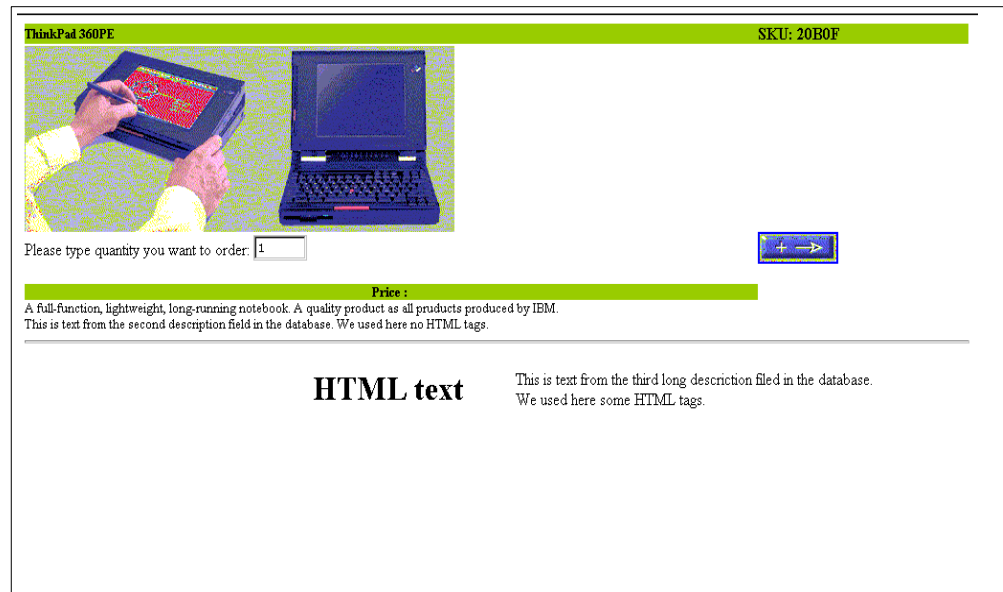 ThinkPad 360PE SKU: 20B0F
Please type quantity you want to order: 1
Price :
A full-function, lightweight, long-running notebook. A quality product as all pruducts produced by IBM.
This is text from the second description field in the database. We used here no HTML tags.
HTML text
This is text from the third long descriction filed in the database.
We used here some HTML tags.